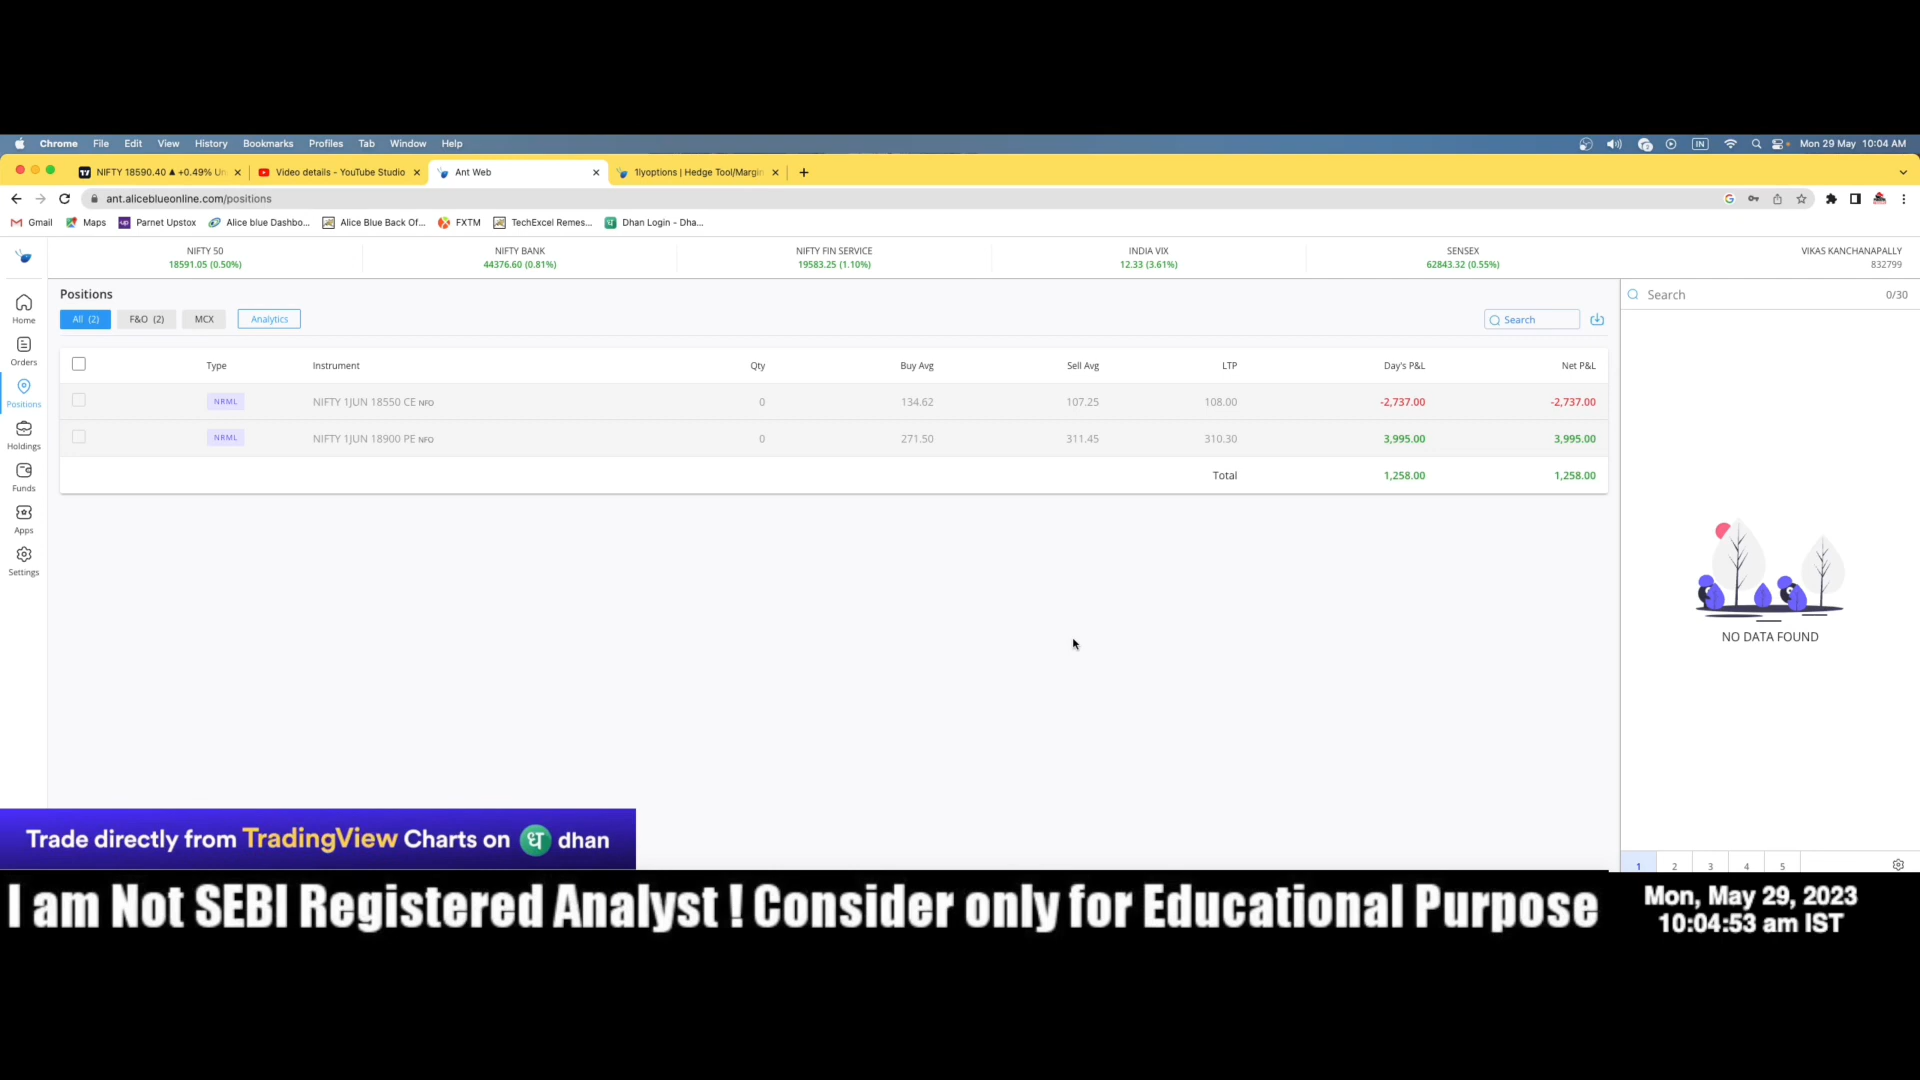 Chrome File Edit View History Bookmarks Profiles Tab Window Help IN Mon 29 May 10:04 AM
NIFTY 18590.40 ▲ +0.49% Un Video details - YouTube Studio Ant Web 1lyoptions | Hedge Tool/Margin
ant.aliceblueonline.com/positions
Gmail Maps Parnet Upstox Alice blue Dashbo... Alice Blue Back Of... FXTM TechExcel Remes... Dhan Login - Dha...
NIFTY 50 NIFTY BANK NIFTY FIN SERVICE INDIA VIX SENSEX VIKAS KANCHANAPALLY
18591.05 (0.50%) 44376.60 (0.81%) 19583.25 (1.10%) 12.33 (3.61%) 62843.32 (0.55%) 832799
Home
Orders
Positions
Holdings
Funds
Apps
Settings
Positions
All (2) F&O (2) MCX Analytics Search
Type Instrument Qty Buy Avg Sell Avg LTP Day's P&L Net P&L
NRML NIFTY 1JUN 18550 CE NFO 0 134.62 107.25 108.00 -2,737.00 -2,737.00
NRML NIFTY 1JUN 18900 PE NFO 0 271.50 311.45 310.30 3,995.00 3,995.00
Total 1,258.00 1,258.00
Search 0/30
NO DATA FOUND
1 2 3 4 5
Trade directly from TradingView Charts on ध dhan
I am Not SEBI Registered Analyst ! Consider only for Educational Purpose
Mon, May 29, 2023
10:04:53 am IST